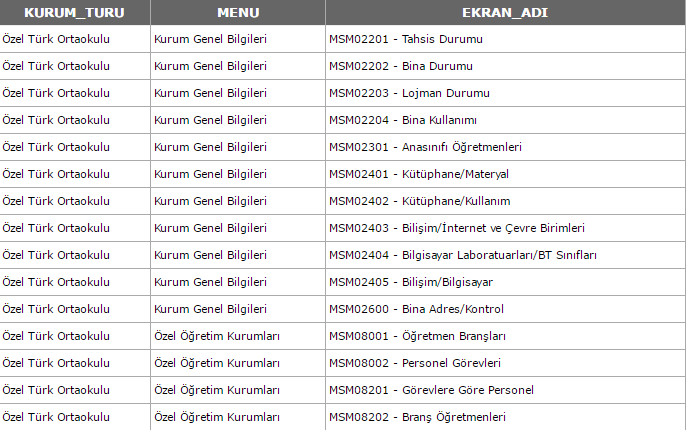 KURUM_TURU MENU EKRAN_ADI
Özel Türk Ortaokulu Kurum Genel Bilgileri MSM02201 - Tahsis Durumu
Özel Türk Ortaokulu Kurum Genel Bilgileri MSM02202 - Bina Durumu
Özel Türk Ortaokulu Kurum Genel Bilgileri MSM02203 - Lojman Durumu
Özel Türk Ortaokulu Kurum Genel Bilgileri MSM02204 - Bina Kullanımı
Özel Türk Ortaokulu Kurum Genel Bilgileri MSM02301 - Anasınıfı Öğretmenleri
Özel Türk Ortaokulu Kurum Genel Bilgileri MSM02401 - Kütüphane/Materyal
Özel Türk Ortaokulu Kurum Genel Bilgileri MSM02402 - Kütüphane/Kullanım
Özel Türk Ortaokulu Kurum Genel Bilgileri MSM02403 - Bilişim/İnternet ve Çevre Birimleri
Özel Türk Ortaokulu Kurum Genel Bilgileri MSM02404 - Bilgisayar Laboratuarları/BT Sınıfları
Özel Türk Ortaokulu Kurum Genel Bilgileri MSM02405 - Bilişim/Bilgisayar
Özel Türk Ortaokulu Kurum Genel Bilgileri MSM02600 - Bina Adres/Kontrol
Özel Türk Ortaokulu Özel Öğretim Kurumları MSM08001 - Öğretmen Branşları
Özel Türk Ortaokulu Özel Öğretim Kurumları MSM08002 - Personel Görevleri
Özel Türk Ortaokulu Özel Öğretim Kurumları MSM08201 - Görevlere Göre Personel
Özel Türk Ortaokulu Özel Öğretim Kurumları MSM08202 - Branş Öğretmenleri